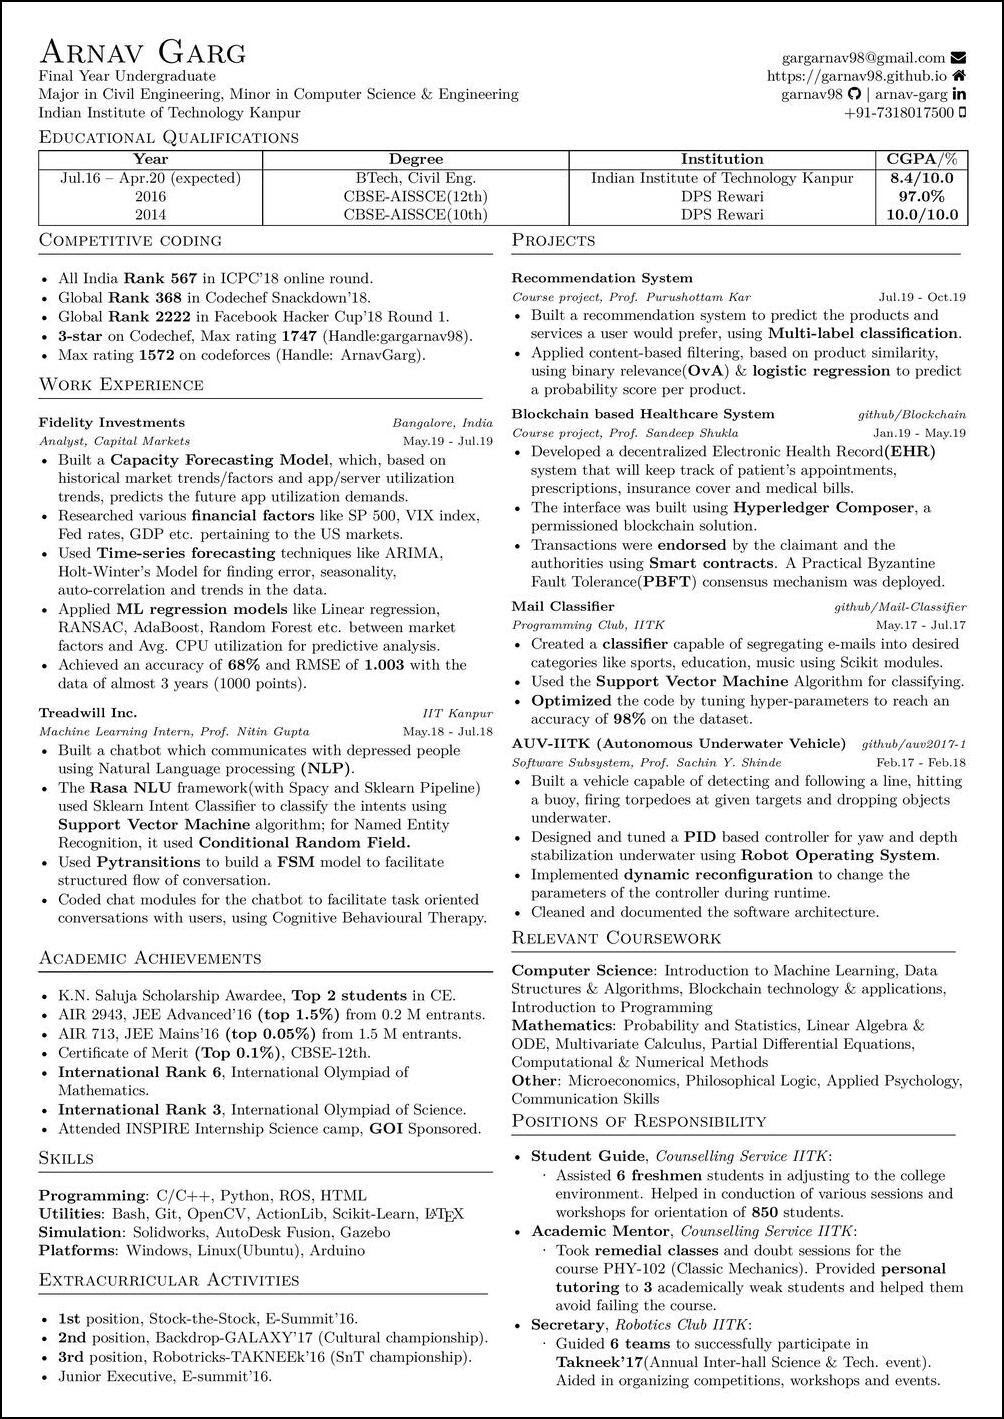 Arnav Garg
Final Year Undergraduate
Major in Civil Engineering, Minor in Computer Science & Engineering
Indian Institute of Technology Kanpur
gargarnav98@gmail.com
https://garnav98.github.io
garnav98 | arnav-garg
+91-7318017500
Educational Qualifications
Year Degree Institution CGPA/%
Jul.16 – Apr.20 (expected) BTech, Civil Eng. Indian Institute of Technology Kanpur 8.4/10.0
2016 CBSE-AISSCE(12th) DPS Rewari 97.0%
2014 CBSE-AISSCE(10th) DPS Rewari 10.0/10.0
Competitive coding
• All India Rank 567 in ICPC'18 online round.
• Global Rank 368 in Codechef Snackdown'18.
• Global Rank 2222 in Facebook Hacker Cup'18 Round 1.
• 3-star on Codechef, Max rating 1747 (Handle:gargarnav98).
• Max rating 1572 on codeforces (Handle: ArnavGarg).
Work Experience
Fidelity Investments Bangalore, India
Analyst, Capital Markets May.19 - Jul.19
• Built a Capacity Forecasting Model, which, based on
historical market trends/factors and app/server utilization
trends, predicts the future app utilization demands.
• Researched various financial factors like SP 500, VIX index,
Fed rates, GDP etc. pertaining to the US markets.
• Used Time-series forecasting techniques like ARIMA,
Holt-Winter's Model for finding error, seasonality,
auto-correlation and trends in the data.
• Applied ML regression models like Linear regression,
RANSAC, AdaBoost, Random Forest etc. between market
factors and Avg. CPU utilization for predictive analysis.
• Achieved an accuracy of 68% and RMSE of 1.003 with the
data of almost 3 years (1000 points).
Treadwill Inc. IIT Kanpur
Machine Learning Intern, Prof. Nitin Gupta May.18 - Jul.18
• Built a chatbot which communicates with depressed people
using Natural Language processing (NLP).
• The Rasa NLU framework(with Spacy and Sklearn Pipeline)
used Sklearn Intent Classifier to classify the intents using
Support Vector Machine algorithm; for Named Entity
Recognition, it used Conditional Random Field.
• Used Pytransitions to build a FSM model to facilitate
structured flow of conversation.
• Coded chat modules for the chatbot to facilitate task oriented
conversations with users, using Cognitive Behavioural Therapy.
Academic Achievements
• K.N. Saluja Scholarship Awardee, Top 2 students in CE.
• AIR 2943, JEE Advanced'16 (top 1.5%) from 0.2 M entrants.
• AIR 713, JEE Mains'16 (top 0.05%) from 1.5 M entrants.
• Certificate of Merit (Top 0.1%), CBSE-12th.
• International Rank 6, International Olympiad of
Mathematics.
• International Rank 3, International Olympiad of Science.
• Attended INSPIRE Internship Science camp, GOI Sponsored.
Skills
Programming: C/C++, Python, ROS, HTML
Utilities: Bash, Git, OpenCV, ActionLib, Scikit-Learn, LATEX
Simulation: Solidworks, AutoDesk Fusion, Gazebo
Platforms: Windows, Linux(Ubuntu), Arduino
Extracurricular Activities
• 1st position, Stock-the-Stock, E-Summit'16.
• 2nd position, Backdrop-GALAXY'17 (Cultural championship).
• 3rd position, Robotricks-TAKNEEk'16 (SnT championship).
• Junior Executive, E-summit'16.
Projects
Recommendation System
Course project, Prof. Purushottam Kar Jul.19 - Oct.19
• Built a recommendation system to predict the products and
services a user would prefer, using Multi-label classification.
• Applied content-based filtering, based on product similarity,
using binary relevance(OvA) & logistic regression to predict
a probability score per product.
Blockchain based Healthcare System github/Blockchain
Course project, Prof. Sandeep Shukla Jan.19 - May.19
• Developed a decentralized Electronic Health Record(EHR)
system that will keep track of patient's appointments,
prescriptions, insurance cover and medical bills.
• The interface was built using Hyperledger Composer, a
permissioned blockchain solution.
• Transactions were endorsed by the claimant and the
authorities using Smart contracts. A Practical Byzantine
Fault Tolerance(PBFT) consensus mechanism was deployed.
Mail Classifier github/Mail-Classifier
Programming Club, IITK May.17 - Jul.17
• Created a classifier capable of segregating e-mails into desired
categories like sports, education, music using Scikit modules.
• Used the Support Vector Machine Algorithm for classifying.
• Optimized the code by tuning hyper-parameters to reach an
accuracy of 98% on the dataset.
AUV-IITK (Autonomous Underwater Vehicle) github/auv2017-1
Software Subsystem, Prof. Sachin Y. Shinde Feb.17 - Feb.18
• Built a vehicle capable of detecting and following a line, hitting
a buoy, firing torpedoes at given targets and dropping objects
underwater.
• Designed and tuned a PID based controller for yaw and depth
stabilization underwater using Robot Operating System.
• Implemented dynamic reconfiguration to change the
parameters of the controller during runtime.
• Cleaned and documented the software architecture.
Relevant Coursework
Computer Science: Introduction to Machine Learning, Data
Structures & Algorithms, Blockchain technology & applications,
Introduction to Programming
Mathematics: Probability and Statistics, Linear Algebra &
ODE, Multivariate Calculus, Partial Differential Equations,
Computational & Numerical Methods
Other: Microeconomics, Philosophical Logic, Applied Psychology,
Communication Skills
Positions of Responsibility
• Student Guide, Counselling Service IITK:
· Assisted 6 freshmen students in adjusting to the college
environment. Helped in conduction of various sessions and
workshops for orientation of 850 students.
• Academic Mentor, Counselling Service IITK:
· Took remedial classes and doubt sessions for the
course PHY-102 (Classic Mechanics). Provided personal
tutoring to 3 academically weak students and helped them
avoid failing the course.
• Secretary, Robotics Club IITK:
· Guided 6 teams to successfully participate in
Takneek'17(Annual Inter-hall Science & Tech. event).
Aided in organizing competitions, workshops and events.